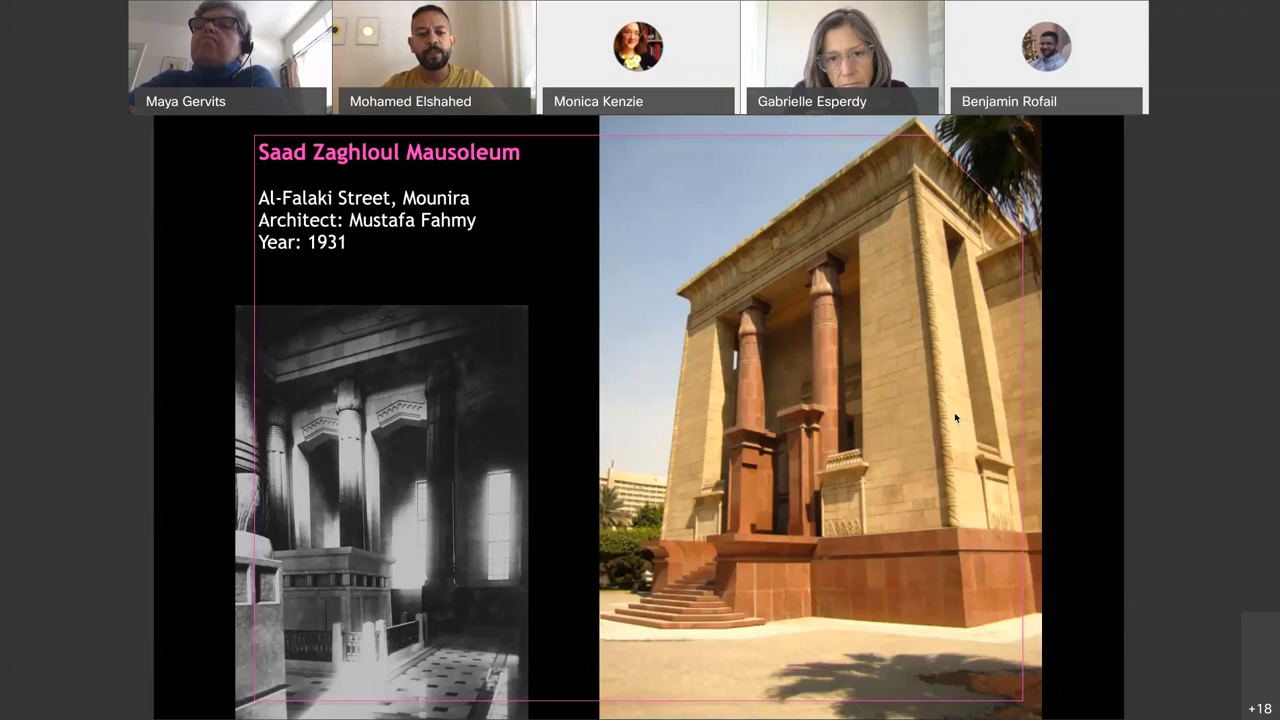 Maya Gervits
Mohamed Elshahed
Monica Kenzie
Gabrielle Esperdy
Benjamin Rofail
Saad Zaghloul Mausoleum
Al-Falaki Street, Mounira
Architect: Mustafa Fahmy
Year: 1931
+18